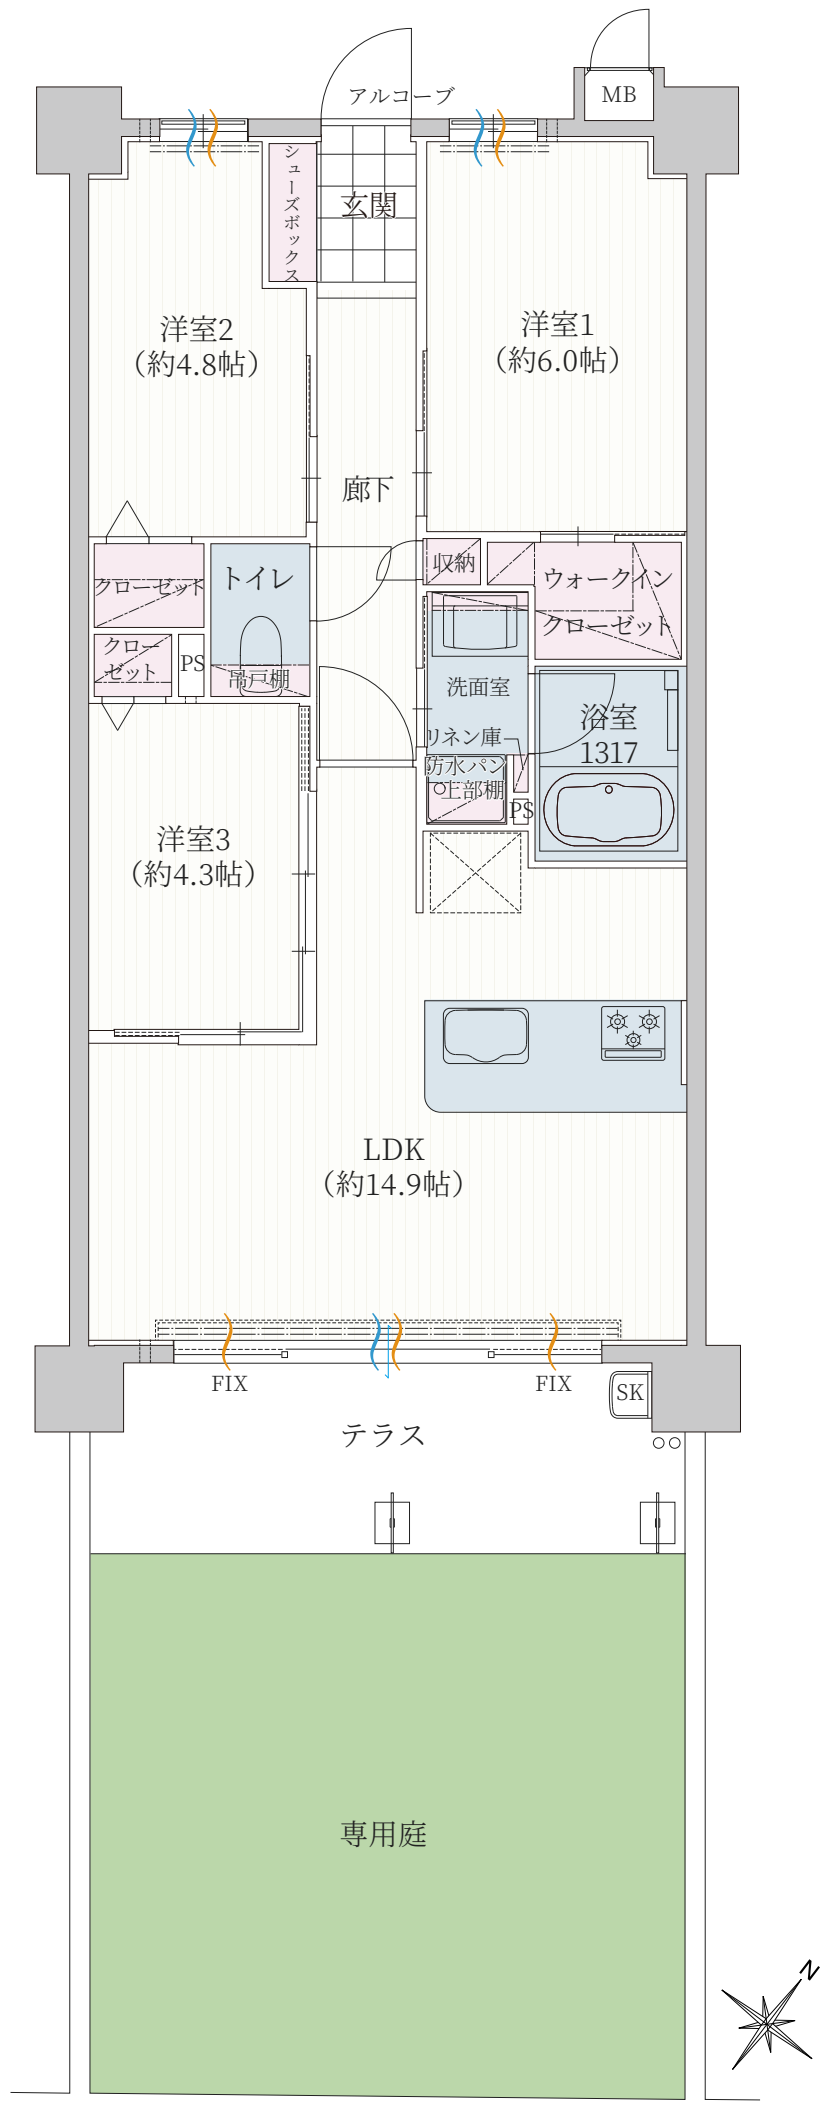 アルコーブ
MB
シューズボックス
玄関
洋室2
（約4.8帖）
洋室1
（約6.0帖）
廊下
クローゼット
トイレ
収納
ウォークイン
クローゼット
クロー
ゼット
PS
吊戸棚
洗面室
浴室
1317
リネン庫
防水パン
上部棚
PS
洋室3
（約4.3帖）
LDK
（約14.9帖）
FIX
FIX
SK
テラス
専用庭
N